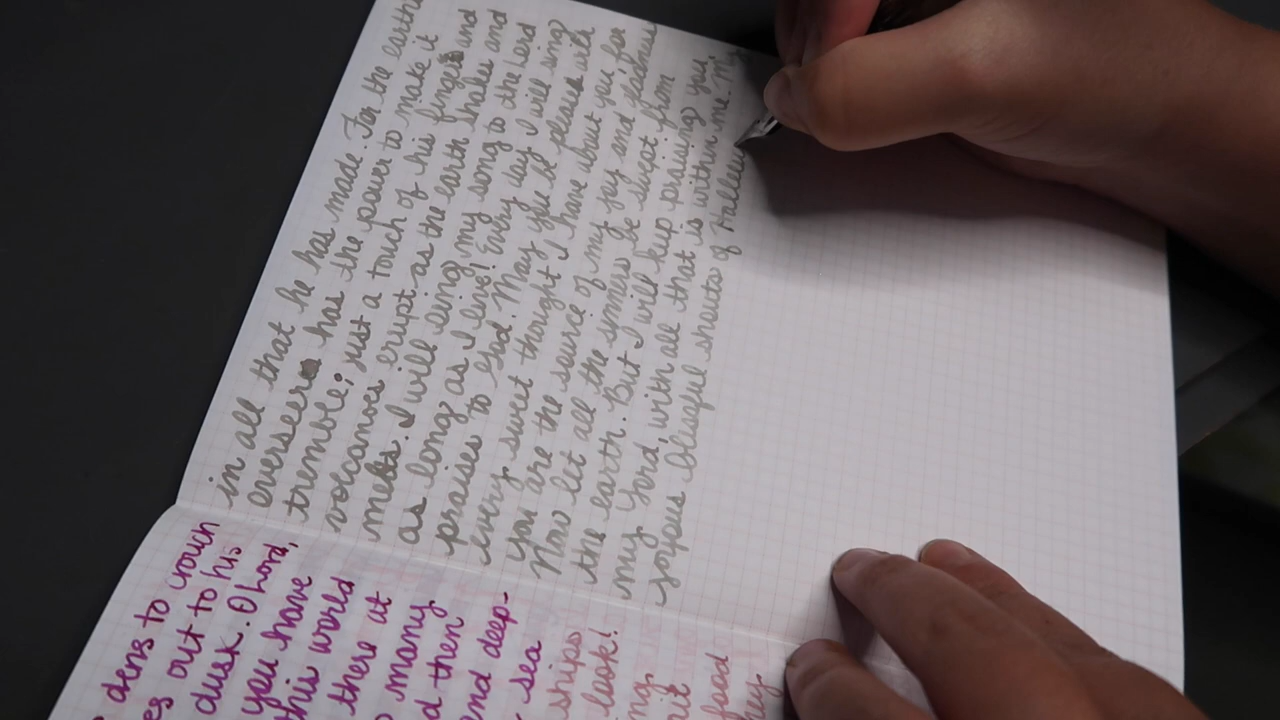 dens to crouch
es out to his
dusk. O Lord,
you have
this world
there at
many
d then
and deep-
sea
ships
look!
ng
it
food
they
in all that he has made. For the earth
overseer has the power to make it
tremble; just a touch of his finger and
volcanoes erupt as the earth shakes and
melts. I will sing my song to the Lord
as long as I live! Every day I will sing
praises to God. May you be pleased with
every sweet thought I have about you for
you are the source of my joy and gladness
Now let all the sinners be swept from
the earth. But I will keep praising you,
my Lord, with all that is within me. My
joyous blissful shouts of Hallelu